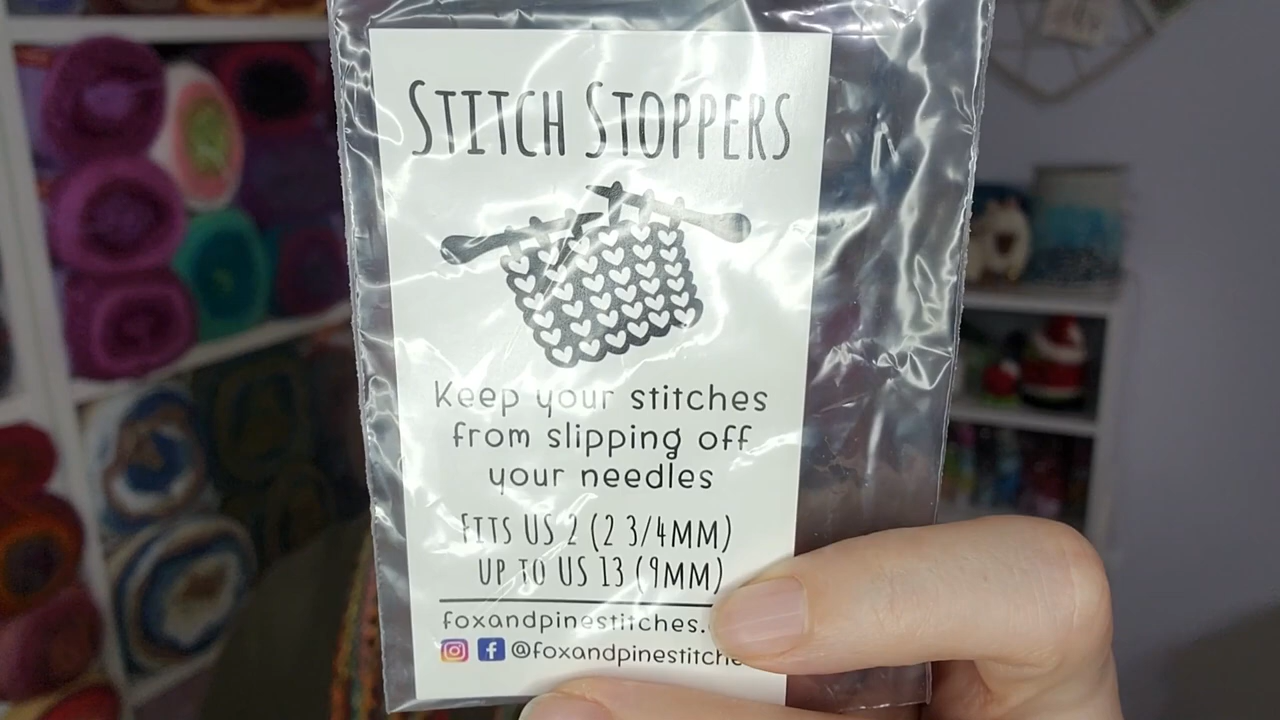 STITCH STOPPERS
Keep your stitches
from slipping off
your needles
FITS US 2 (2 3/4MM)
UP TO US 13 (9MM)
foxandpinestitches.
@foxandpinestitche